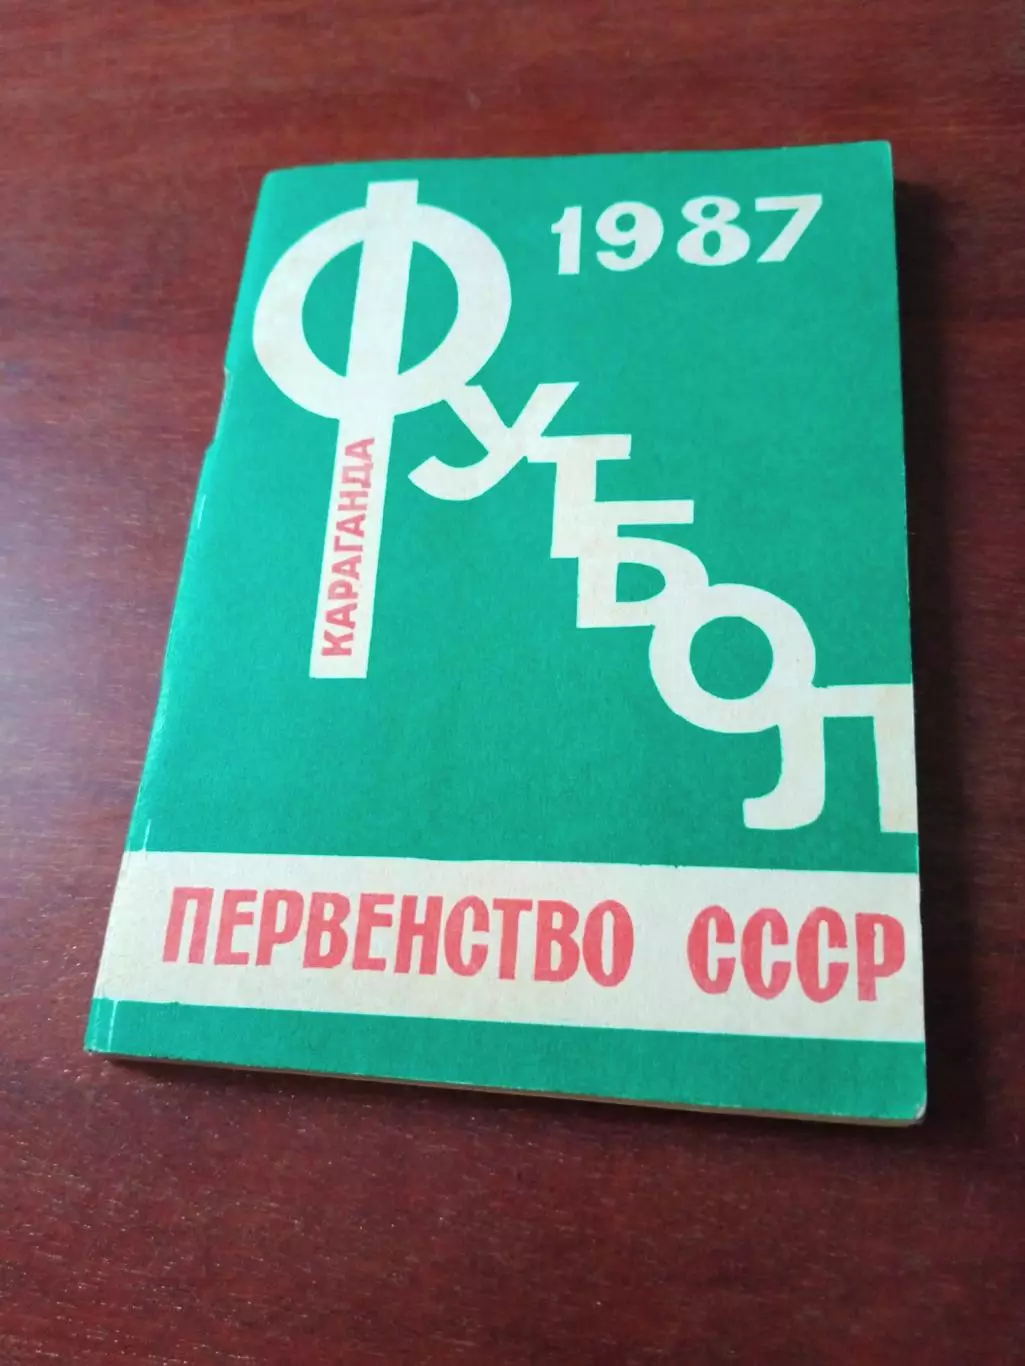 1987
ФУТБОЛ
КАРАГАНДА
ПЕРВЕНСТВО СССР